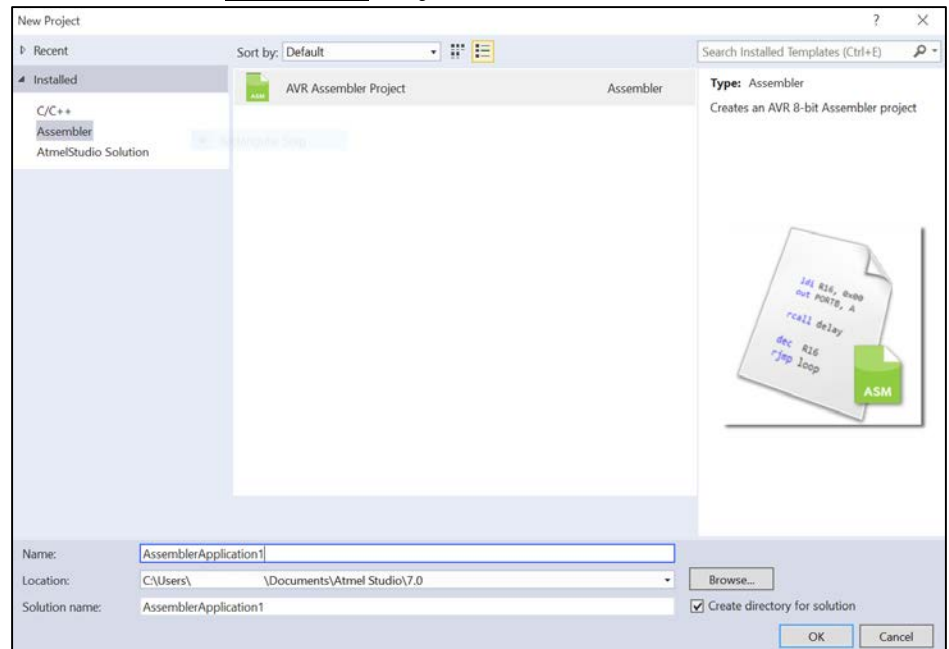 New Project ? ×
Recent
Installed
C/C++
Assembler
AtmelStudio Solution
Sort by: Default
AVR Assembler Project Assembler
Search Installed Templates (Ctrl+E)
Type: Assembler
Creates an AVR 8-bit Assembler project
ldi R16, 0x00
out PORTB, A
rcall delay
dec R16
rjmp loop
ASM
Name: AssemblerApplication1
Location: C:\Users\ \Documents\Atmel Studio\7.0 Browse...
Solution name: AssemblerApplication1 Create directory for solution
OK Cancel